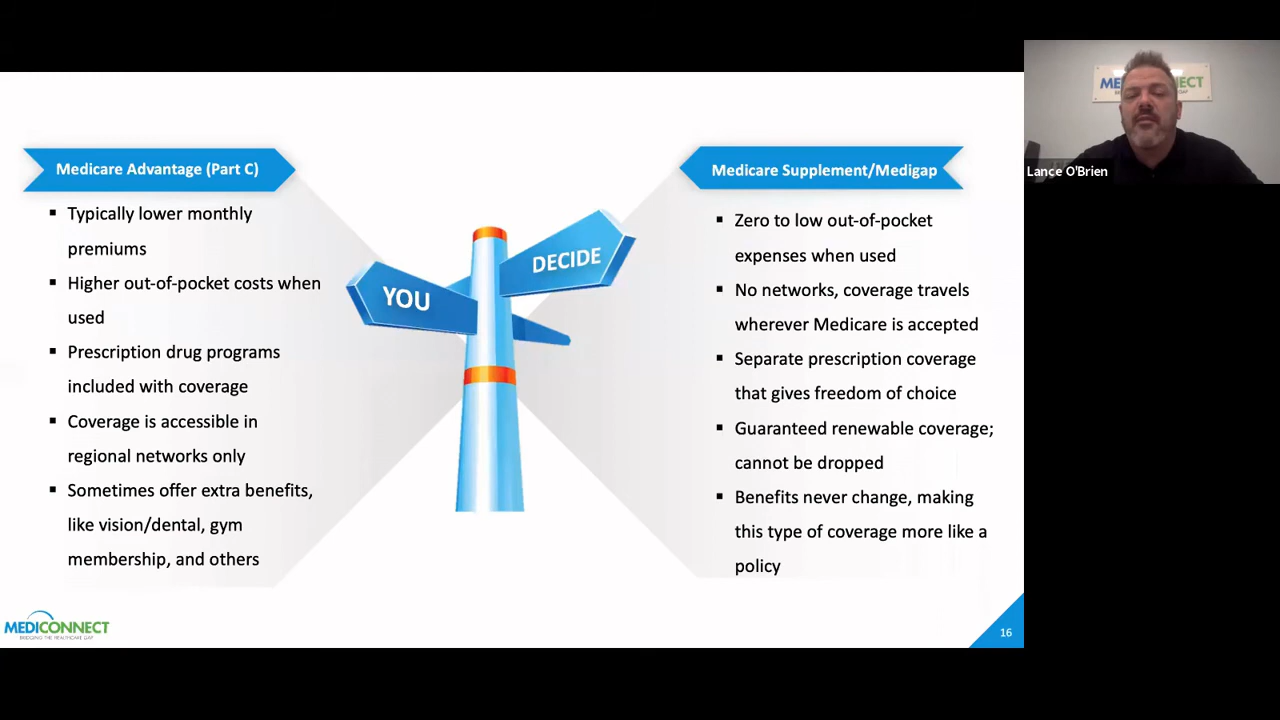 Medicare Advantage (Part C)
▪ Typically lower monthly
premiums
▪ Higher out-of-pocket costs when
used
▪ Prescription drug programs
included with coverage
▪ Coverage is accessible in
regional networks only
▪ Sometimes offer extra benefits,
like vision/dental, gym
membership, and others
YOU
DECIDE
Medicare Supplement/Medigap
▪ Zero to low out-of-pocket
expenses when used
▪ No networks, coverage travels
wherever Medicare is accepted
▪ Separate prescription coverage
that gives freedom of choice
▪ Guaranteed renewable coverage;
cannot be dropped
▪ Benefits never change, making
this type of coverage more like a
policy
MEDICONNECT
BRIDGING THE HEALTHCARE GAP
16
Lance O'Brien